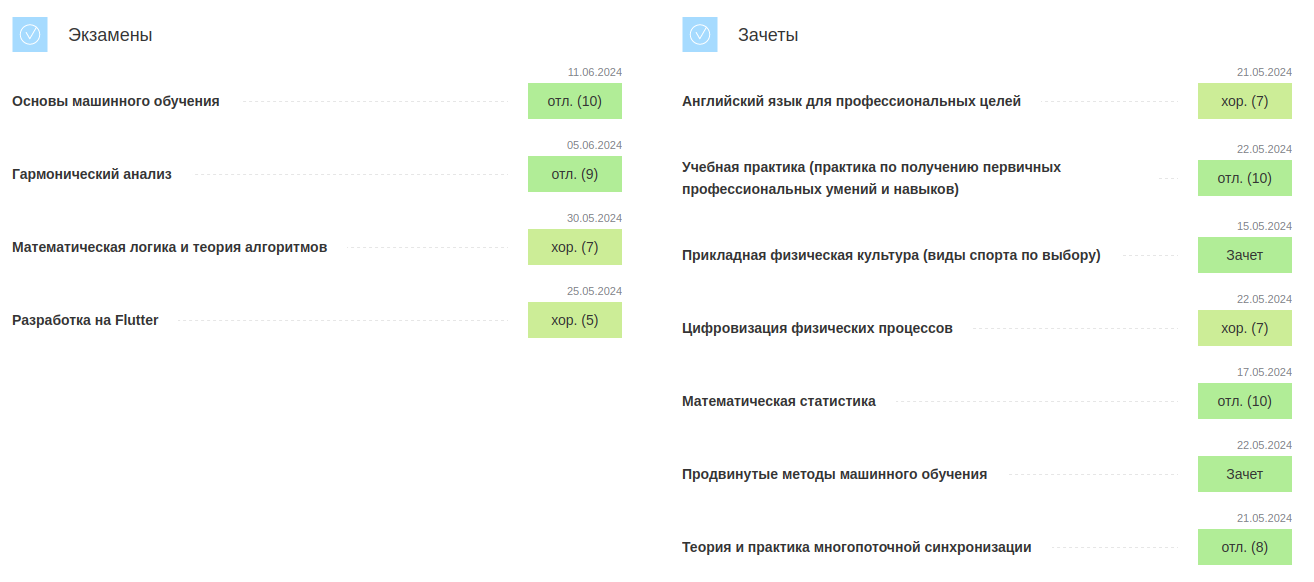 Экзамены
11.06.2024
Основы машинного обучения
отл. (10)
05.06.2024
Гармонический анализ
отл. (9)
30.05.2024
Математическая логика и теория алгоритмов
хор. (7)
25.05.2024
Разработка на Flutter
хор. (5)
Зачеты
21.05.2024
Английский язык для профессиональных целей
хор. (7)
22.05.2024
Учебная практика (практика по получению первичных
профессиональных умений и навыков)
отл. (10)
15.05.2024
Прикладная физическая культура (виды спорта по выбору)
Зачет
22.05.2024
Цифровизация физических процессов
хор. (7)
17.05.2024
Математическая статистика
отл. (10)
22.05.2024
Продвинутые методы машинного обучения
Зачет
21.05.2024
Теория и практика многопоточной синхронизации
отл. (8)